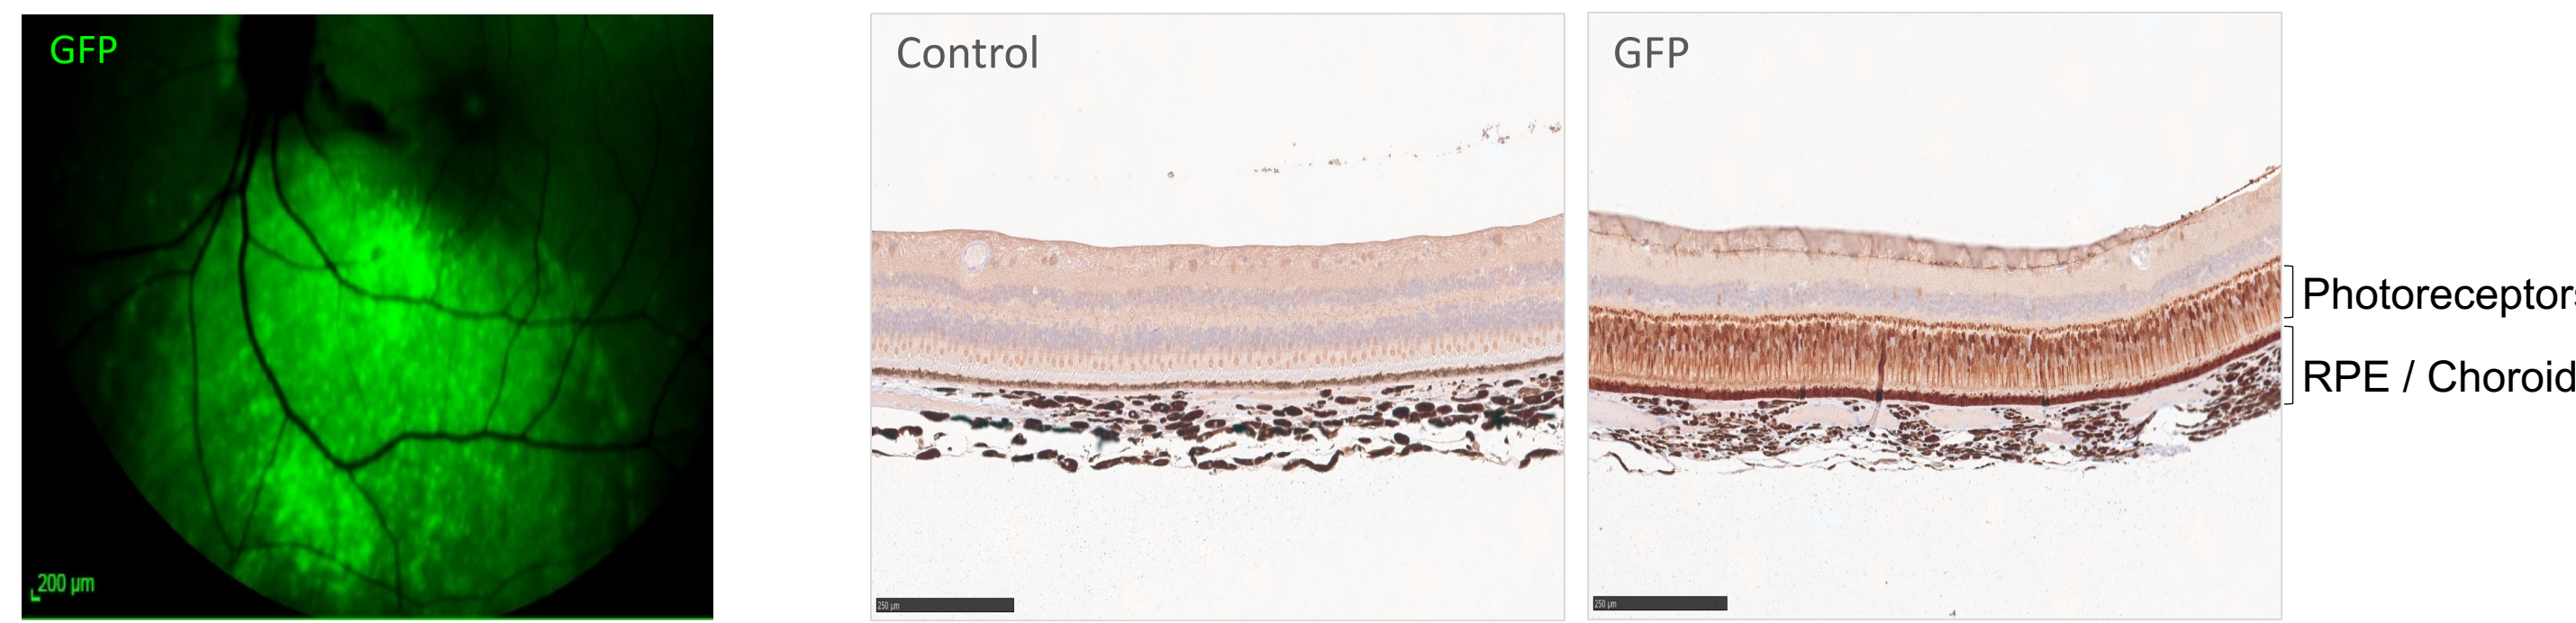 GFP
200 µm
Control
250 µm
GFP
250 µm
Photoreceptors
RPE / Choroid